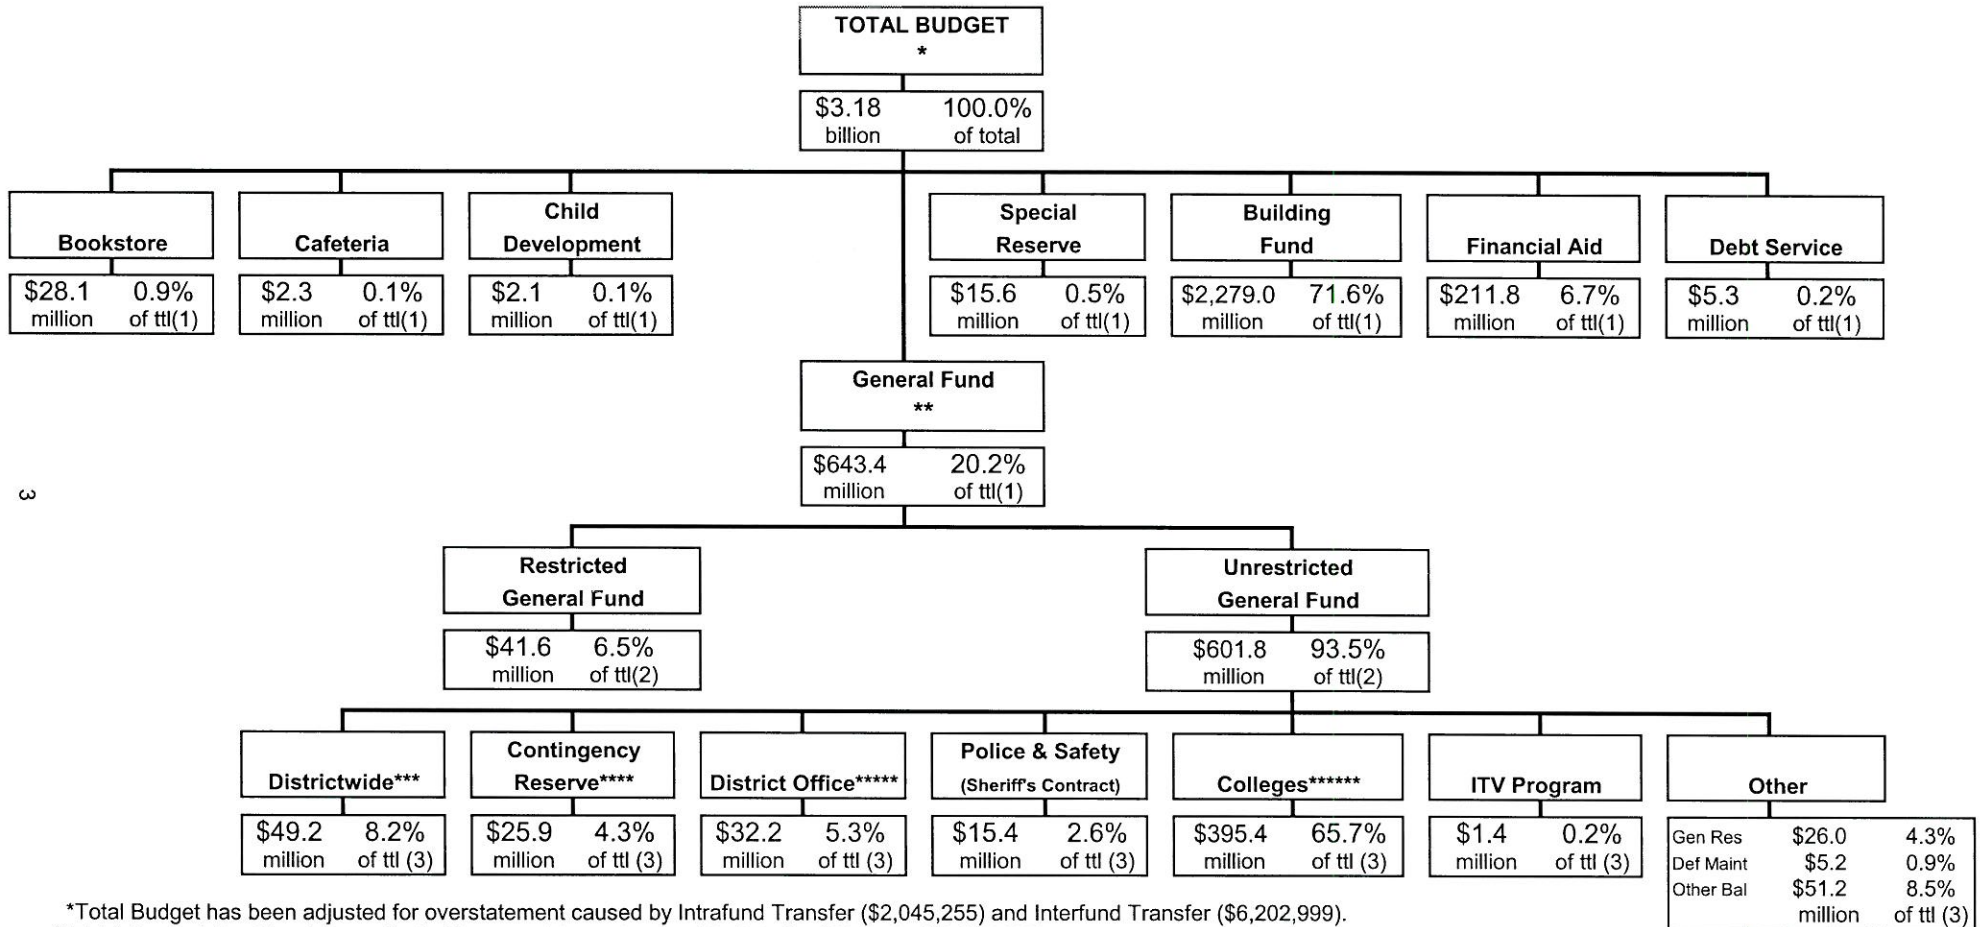 TOTAL BUDGET
*
$3.18 100.0%
billion of total
Bookstore
$28.1 0.9%
million of ttl(1)
Cafeteria
$2.3 0.1%
million of ttl(1)
Child
Development
$2.1 0.1%
million of ttl(1)
Special
Reserve
$15.6 0.5%
million of ttl(1)
Building
Fund
$2,279.0 71.6%
million of ttl(1)
Financial Aid
$211.8 6.7%
million of ttl(1)
Debt Service
$5.3 0.2%
million of ttl(1)
General Fund
**
$643.4 20.2%
million of ttl(1)
3
Restricted
General Fund
$41.6 6.5%
million of ttl(2)
Unrestricted
General Fund
$601.8 93.5%
million of ttl(2)
Districtwide***
$49.2 8.2%
million of ttl (3)
Contingency
Reserve****
$25.9 4.3%
million of ttl (3)
District Office*****
$32.2 5.3%
million of ttl (3)
Police & Safety
(Sheriff's Contract)
$15.4 2.6%
million of ttl (3)
Colleges******
$395.4 65.7%
million of ttl (3)
ITV Program
$1.4 0.2%
million of ttl (3)
Other
Gen Res $26.0 4.3%
Def Maint $5.2 0.9%
Other Bal $51.2 8.5%
million of ttl (3)
*Total Budget has been adjusted for overstatement caused by Intrafund Transfer ($2,045,255) and Interfund Transfer ($6,202,999).